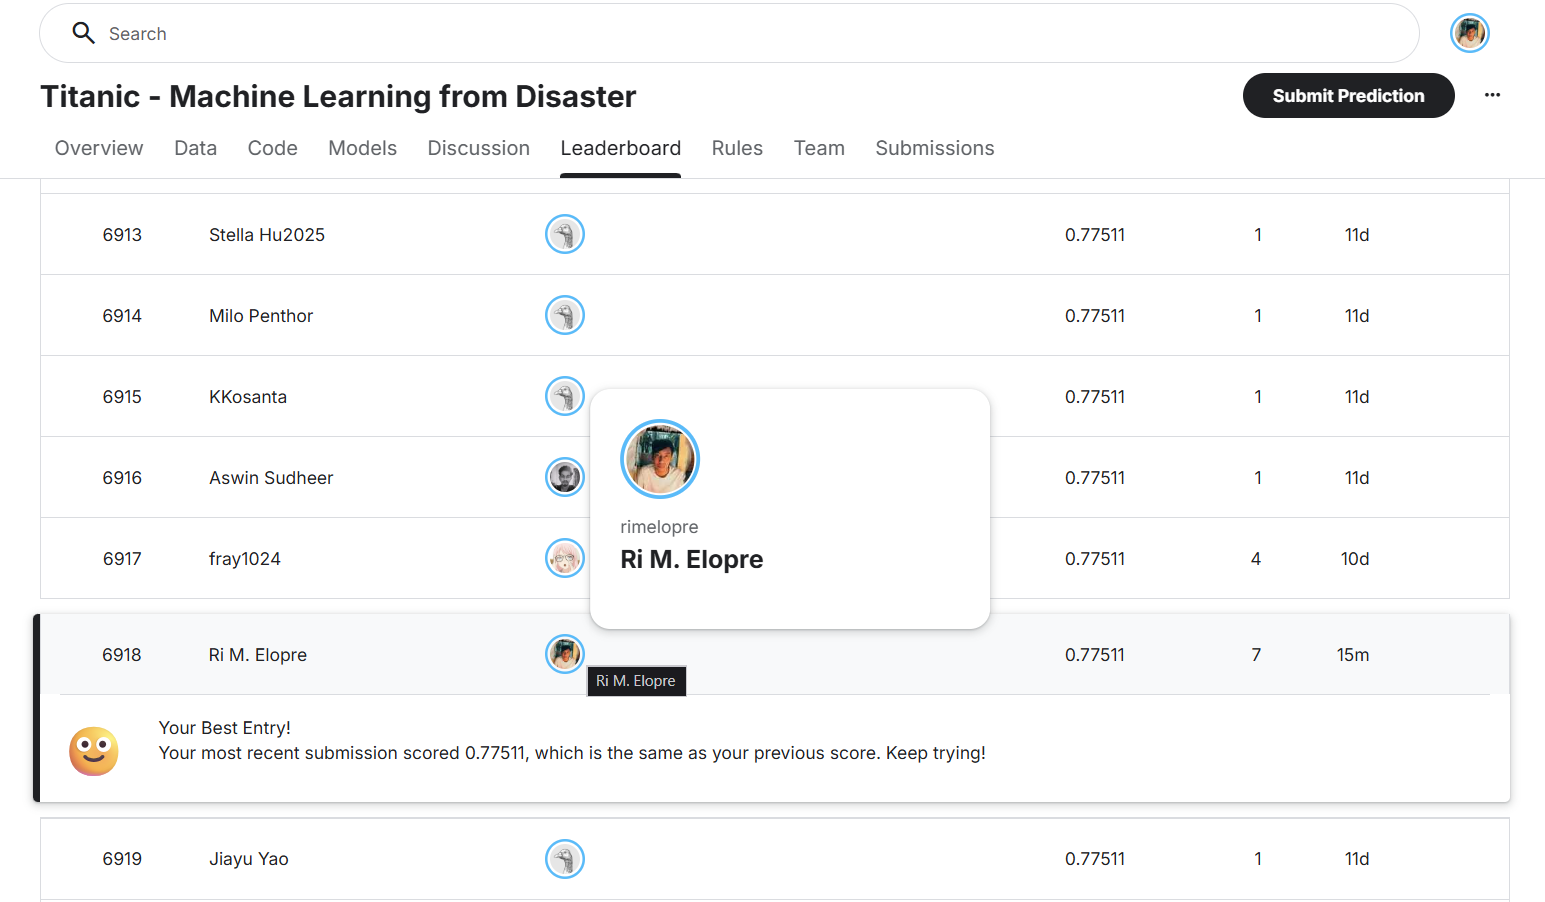 Search
Titanic - Machine Learning from Disaster
Submit Prediction
Overview Data Code Models Discussion Leaderboard Rules Team Submissions
6913 Stella Hu2025 0.77511 1 11d
6914 Milo Penthor 0.77511 1 11d
6915 KKosanta 0.77511 1 11d
6916 Aswin Sudheer 0.77511 1 11d
rimelopre
Ri M. Elopre
6917 fray1024 0.77511 4 10d
6918 Ri M. Elopre 0.77511 7 15m
Ri M. Elopre
Your Best Entry!
Your most recent submission scored 0.77511, which is the same as your previous score. Keep trying!
6919 Jiayu Yao 0.77511 1 11d